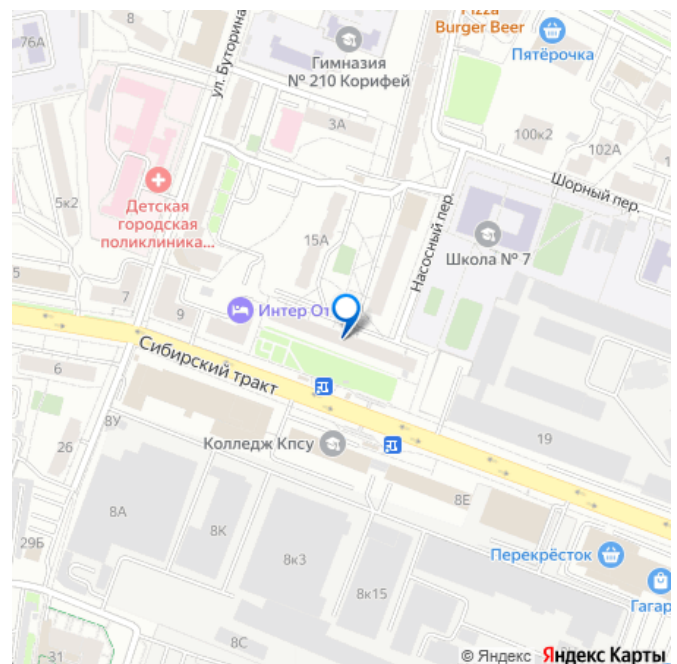 Pizza
Burger Beer
Пятёрочка
76А
8
ул. Буторина
Гимназия
№ 210 Корифей
3А
100к2
102А
Шорный пер.
5к2
Детская
городская
поликлиника...
15А
Насосный пер.
Школа № 7
5
7
9
Интер От
Сибирский тракт
6
8У
26
Колледж Кпсу
19
8А
8К
8Е
29Б
8к3
Перекрёсток
8к15
Гагар
8С
31
© Яндекс Яндекс Карты